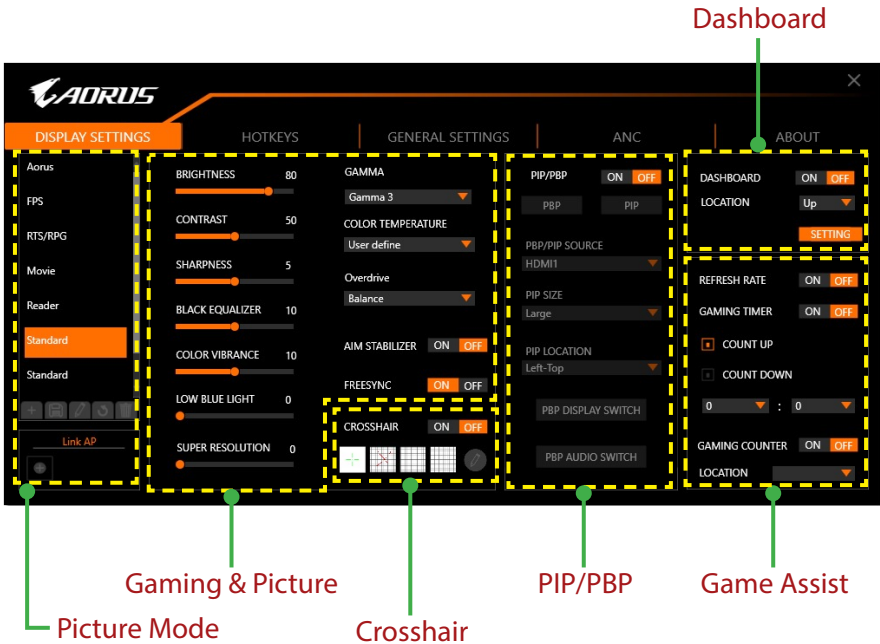 Dashboard
AORUS
DISPLAY SETTINGS
HOTKEYS
GENERAL SETTINGS
ANC
ABOUT
Aorus
FPS
RTS/RPG
Movie
Reader
Standard
Standard
Link AP
BRIGHTNESS 80
CONTRAST 50
SHARPNESS 5
BLACK EQUALIZER 10
COLOR VIBRANCE 10
LOW BLUE LIGHT 0
SUPER RESOLUTION 0
GAMMA
Gamma 3
COLOR TEMPERATURE
User define
Overdrive
Balance
AIM STABILIZER ON OFF
FREESYNC ON OFF
CROSSHAIR ON OFF
PIP/PBP ON OFF
PBP PIP
PBP/PIP SOURCE
HDMI1
PIP SIZE
Large
PIP LOCATION
Left-Top
PBP DISPLAY SWITCH
PBP AUDIO SWITCH
DASHBOARD ON OFF
LOCATION Up
SETTING
REFRESH RATE ON OFF
GAMING TIMER ON OFF
COUNT UP
COUNT DOWN
0 : 0
GAMING COUNTER ON OFF
LOCATION
Gaming & Picture
PIP/PBP
Game Assist
Picture Mode
Crosshair